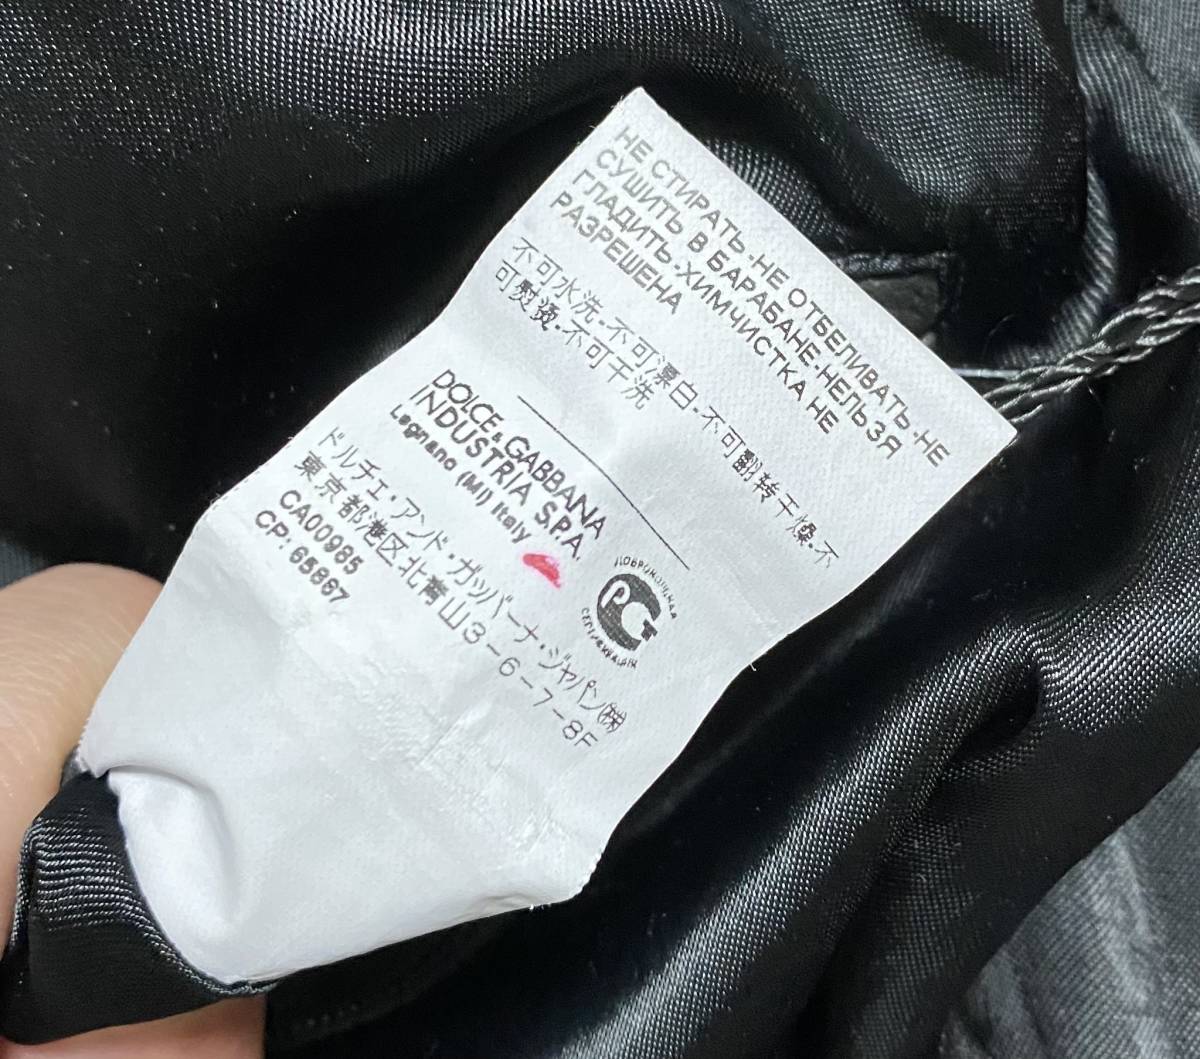 НЕ СТИРАТЬ-НЕ ОТБЕЛИВАТЬ-НЕ
СУШИТЬ В БАРАБАНЕ-НЕЛЬЗЯ
ГЛАДИТЬ-ХИМЧИСТКА НЕ
РАЗРЕШЕНА
不可水洗-不可漂白-不可翻转干燥-不
可熨烫-不可干洗
DOLCE&GABBANA
INDUSTRIA S.P.A.
Legnano (MI) Italy
ドルチェ・アンド・ガッバーナ・ジャパン㈱
東京都港区北青山3-6-7-8F
CA00985
CP: 65867
ДОБРОВОЛЬНАЯ
РСТ
СЕРТИФИКАЦИЯ